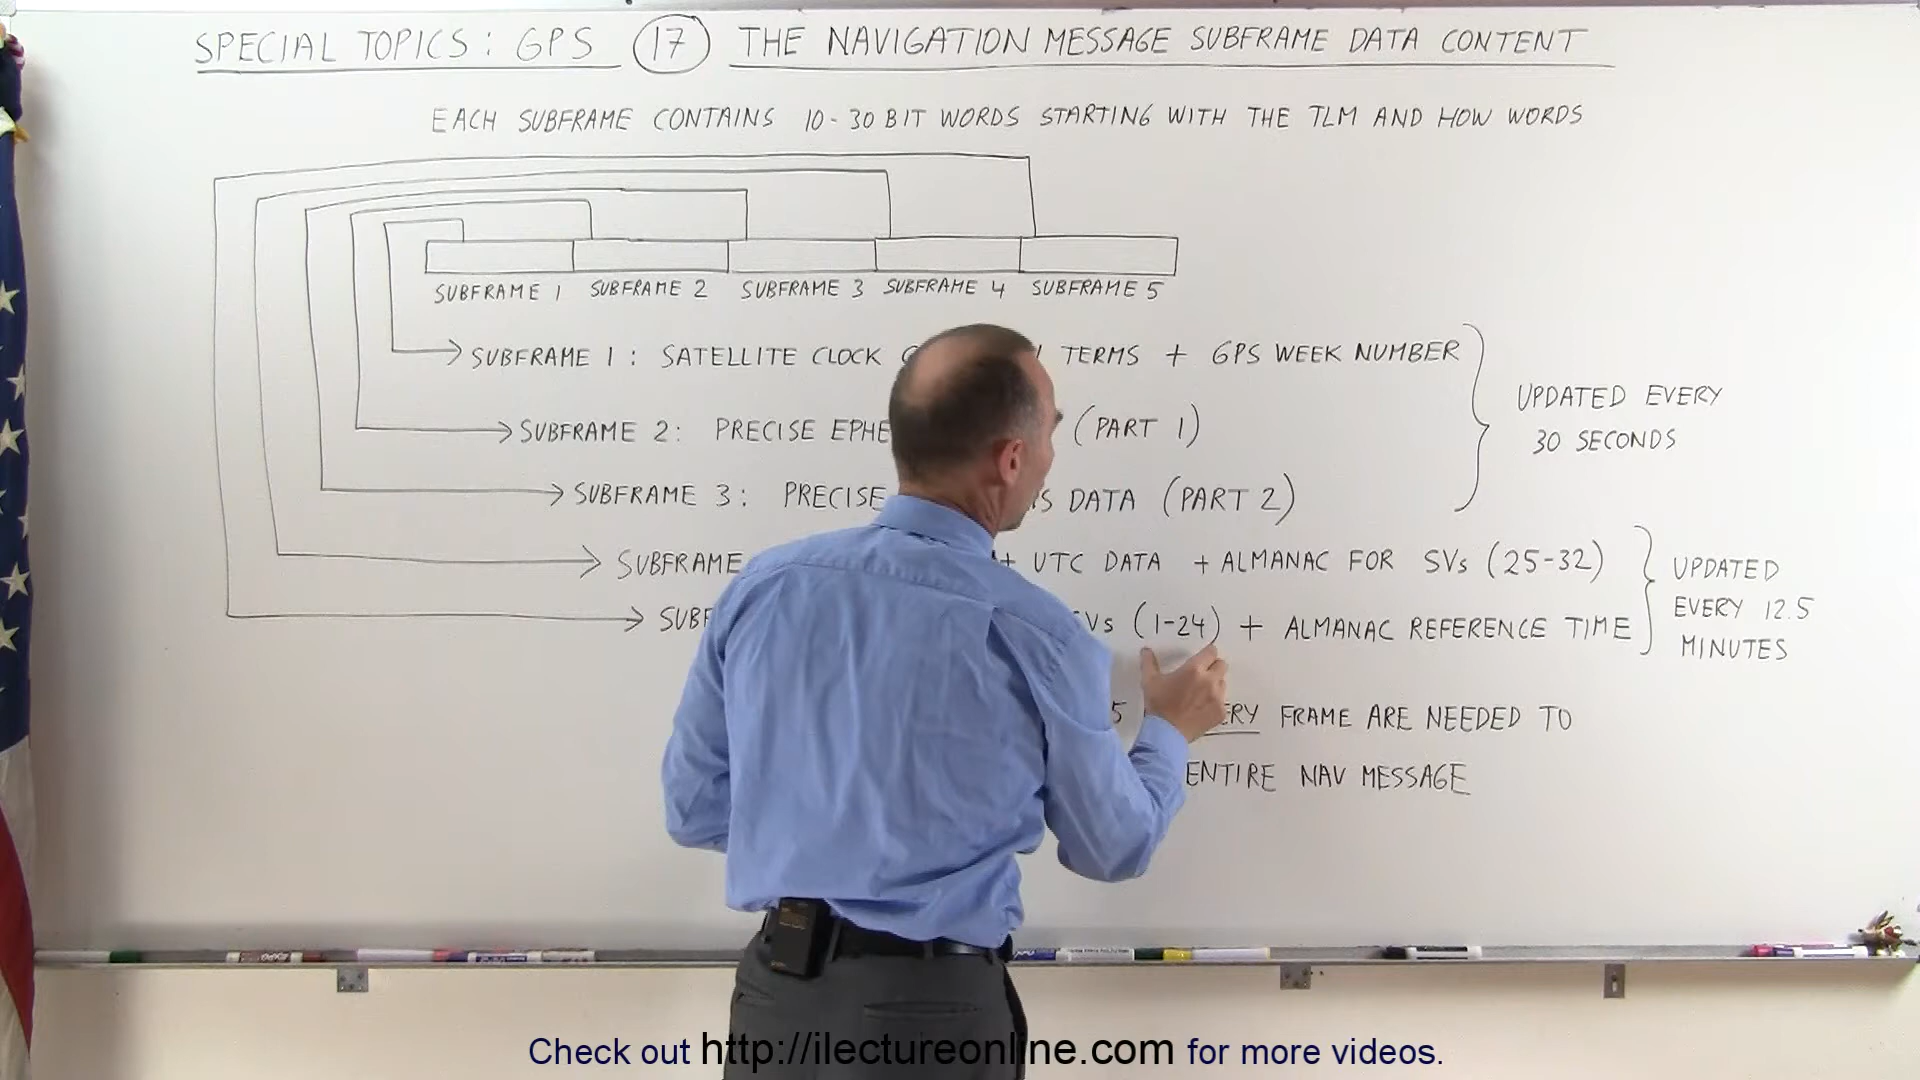 SPECIAL TOPICS: GPS 17 THE NAVIGATION MESSAGE SUBFRAME DATA CONTENT
EACH SUBFRAME CONTAINS 10-30 BIT WORDS STARTING WITH THE TLM AND HOW WORDS
SUBFRAME 1 SUBFRAME 2 SUBFRAME 3 SUBFRAME 4 SUBFRAME 5
SUBFRAME 1: SATELLITE CLOCK TERMS + GPS WEEK NUMBER
UPDATED EVERY
30 SECONDS
SUBFRAME 2: PRECISE (PART 1)
SUBFRAME 3: PRECISE DATA (PART 2)
SUBFRAME + UTC DATA + ALMANAC FOR SVs (25-32)
(1-24) + ALMANAC REFERENCE TIME
UPDATED
EVERY 12.5
MINUTES
FRAME ARE NEEDED TO
ENTIRE NAV MESSAGE
Check out http://ilectureonline.com for more videos.